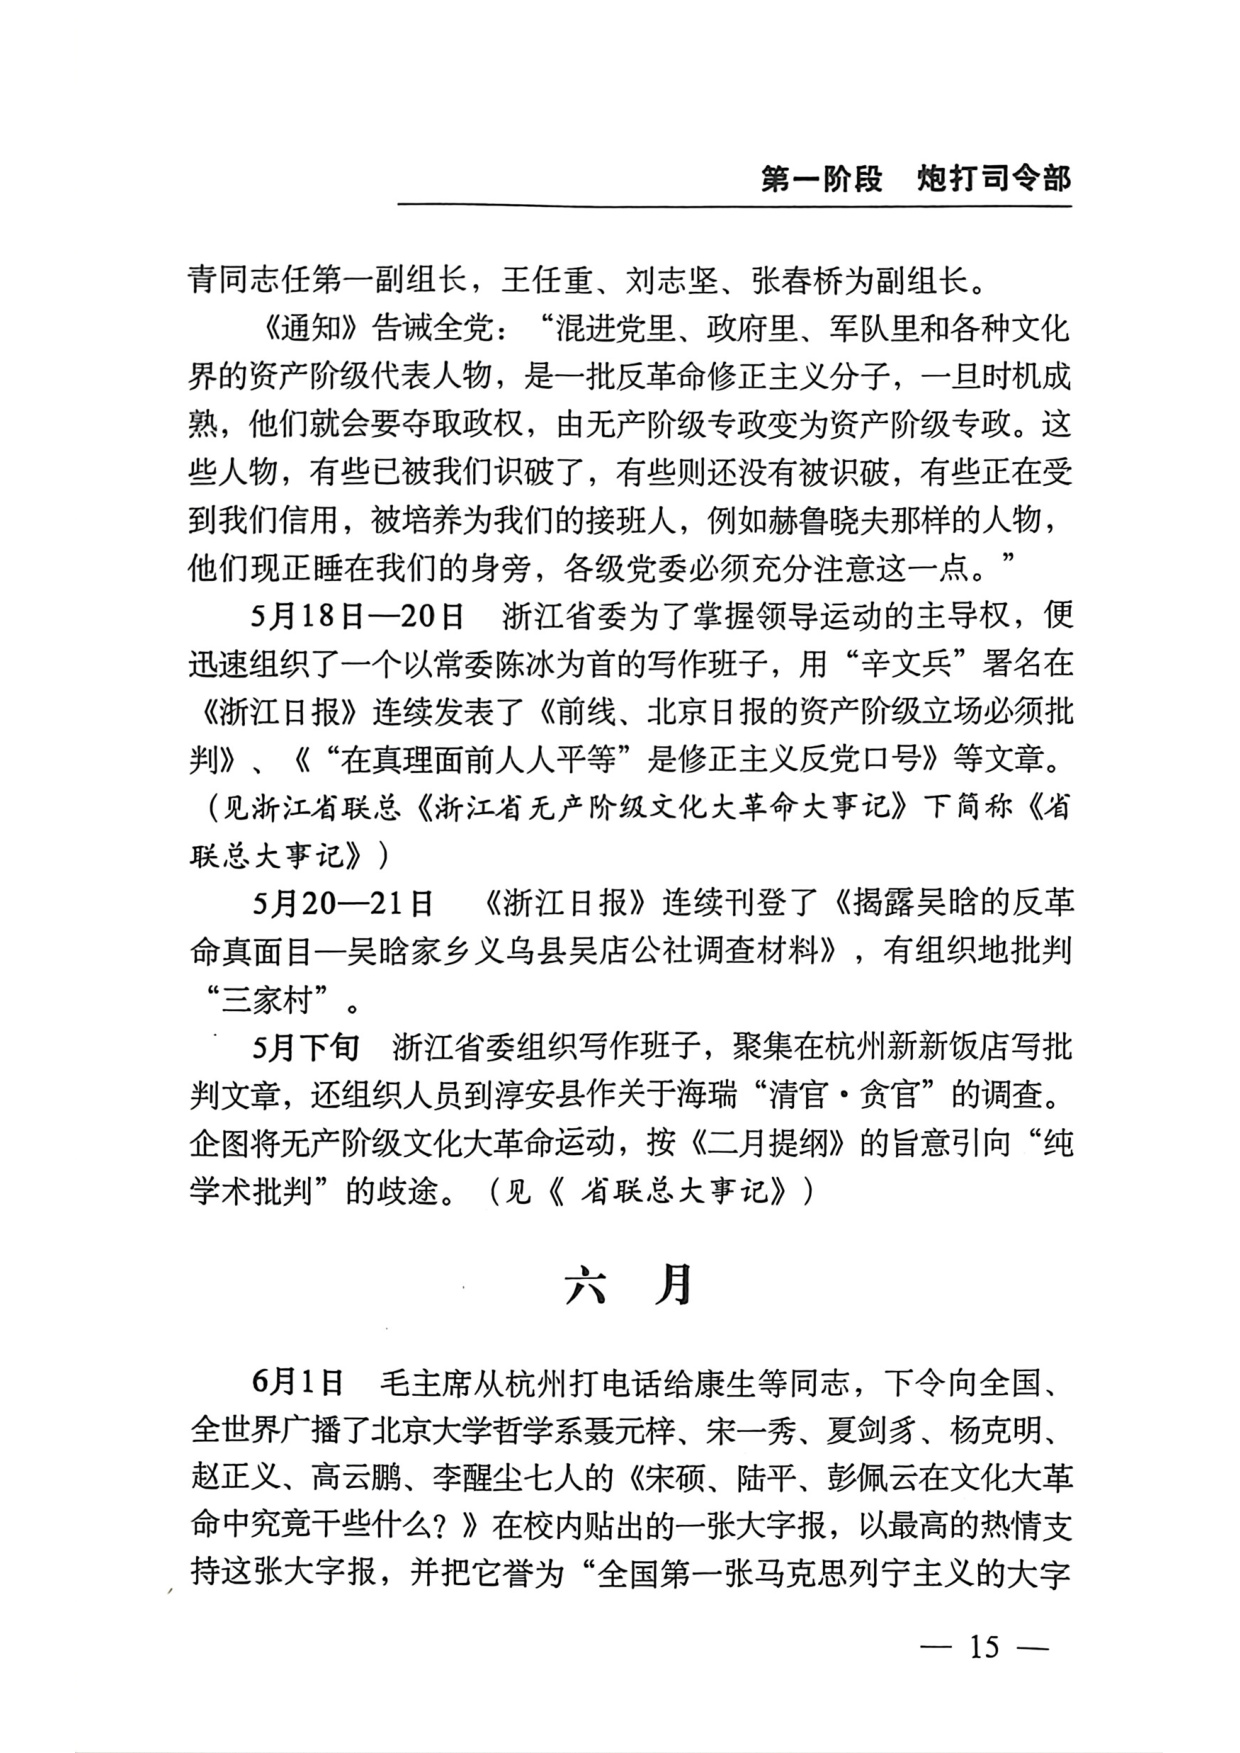 第一阶段　炮打司令部
青同志任第一副组长，王任重、刘志坚、张春桥为副组长。
《通知》告诫全党：“混进党里、政府里、军队里和各种文化
界的资产阶级代表人物，是一批反革命修正主义分子，一旦时机成
熟，他们就会要夺取政权，由无产阶级专政变为资产阶级专政。这
些人物，有些已被我们识破了，有些则还没有被识破，有些正在受
到我们信用，被培养为我们的接班人，例如赫鲁晓夫那样的人物，
他们现正睡在我们的身旁，各级党委必须充分注意这一点。”
5月18日—20日　浙江省委为了掌握领导运动的主导权，便
迅速组织了一个以常委陈冰为首的写作班子，用“辛文兵”署名在
《浙江日报》连续发表了《前线、北京日报的资产阶级立场必须批
判》、《“在真理面前人人平等”是修正主义反党口号》等文章。
（见浙江省联总《浙江省无产阶级文化大革命大事记》下简称《省
联总大事记》）
5月20—21日　《浙江日报》连续刊登了《揭露吴晗的反革
命真面目—吴晗家乡义乌县吴店公社调查材料》，有组织地批判
“三家村”。
5月下旬　浙江省委组织写作班子，聚集在杭州新新饭店写批
判文章，还组织人员到淳安县作关于海瑞“清官·贪官”的调查。
企图将无产阶级文化大革命运动，按《二月提纲》的旨意引向“纯
学术批判”的歧途。（见《 省联总大事记》）
六　月
6月1日　毛主席从杭州打电话给康生等同志，下令向全国、
全世界广播了北京大学哲学系聂元梓、宋一秀、夏剑豸、杨克明、
赵正义、高云鹏、李醒尘七人的《宋硕、陆平、彭佩云在文化大革
命中究竟干些什么？》在校内贴出的一张大字报，以最高的热情支
持这张大字报，并把它誉为“全国第一张马克思列宁主义的大字
— 15 —